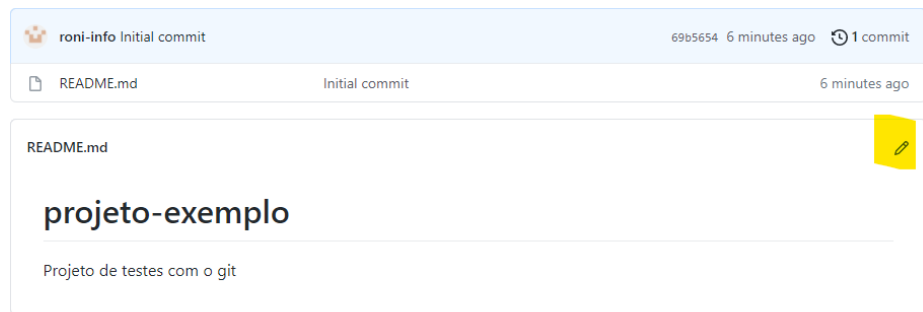 roni-info Initial commit 69b5654 6 minutes ago 1 commit
README.md Initial commit 6 minutes ago
README.md
projeto-exemplo
Projeto de testes com o git